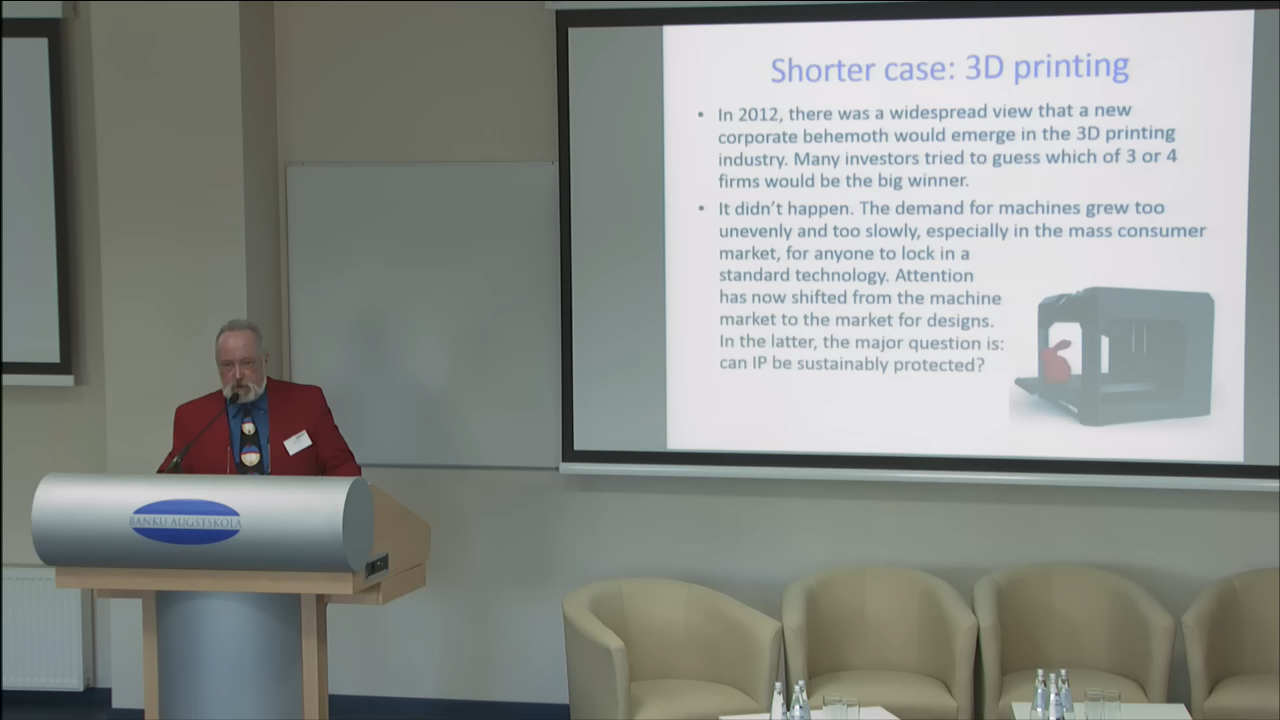 Shorter case: 3D printing
• In 2012, there was a widespread view that a new
corporate behemoth would emerge in the 3D printing
industry. Many investors tried to guess which of 3 or 4
firms would be the big winner.
• It didn't happen. The demand for machines grew too
unevenly and too slowly, especially in the mass consumer
market, for anyone to lock in a
standard technology. Attention
has now shifted from the machine
market to the market for designs.
In the latter, the major question is:
can IP be sustainably protected?
BANKU AUGSTSKOLA